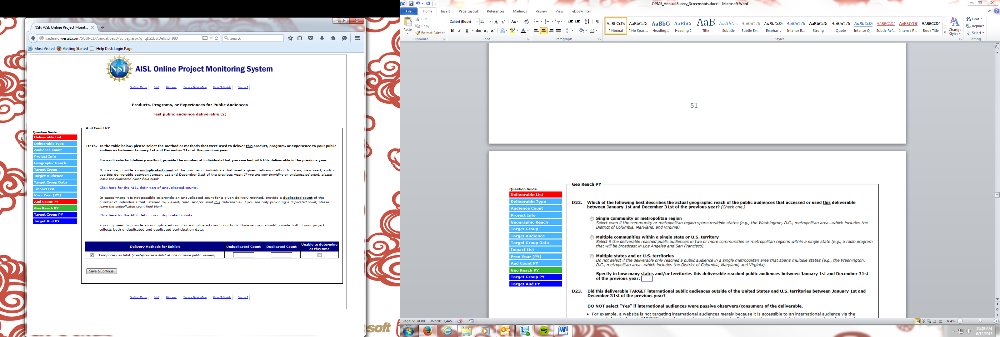 NSF: AISL Online Project Monit...
isedemo.westat.com/SOURCE/Annual/SecD/Survey.aspx?q=qD21b&DelivId=980
Search
Most Visited Getting Started Help Desk Login Page
NSF AISL Online Project Monitoring System
Section Menu Print Glossary Survey Navigation Help Materials Sign out
Products, Programs, or Experiences for Public Audiences
Test public audeince deliverable (2)
Question Guide
Deliverable List
Deliverable Type
Audience Count
Project Info
Geographic Reach
Target Group
Target Audience
Target Group Data
Impact List
Prev Year (PY)
Aud Count PY
Geo Reach PY
Target Group PY
Target Aud PY
Aud Count PY
D21b. In the table below, please select the method or methods that were used to deliver this product, program, or experience to your public
audiences between January 1st and December 31st of the previous year.
For each selected delivery method, provide the number of individuals that you reached with this deliverable in the previous year.
If possible, provide an unduplicated count of the number of individuals that used a given delivery method to listen, view, read, and/or
use this deliverable between January 1st and December 31st of the previous year. If you are only providing an unduplicated count, please
leave the duplicated count field blank.
Click here for the AISL definition of unduplicated counts.
In cases where it is not possible to provide an unduplicated count for a given delivery method, provide a duplicated count of the
number of individuals that listened to, viewed, read, and/or used this deliverable. If you are only providing a duplicated count, please
leave the unduplicated count field blank.
Click here for the AISL definition of duplicated counts.
You only need to provide an unduplicated count or a duplicated count, not both. However, you should provide both if your project
collects both unduplicated and duplicated participation data.
Delivery Methods for Exhibit Unduplicated Count Duplicated Count Unable to determine
at this time
Temporary exhibit (create/revise exhibit at one or more public venues)
Save & Continue
Section Menu Print Glossary Survey Navigation Help Materials Sign out
soft
OPMS_Annual Survey_Screenshots.docx - Microsoft Word
File Home Insert Page Layout References Mailings Review View eDocPrinter
Paste
Cut
Copy
Format Painter
Clipboard
Calibri (Body) 11
Font
Paragraph
AaBbCcDc AaBbCcDc AaBbC AaBbCc AaB AaBbCc. AaBbCcDc AaBbCcDc AaBbCcDc AaBbCcDc AaBbCcDc AaBbCcDc AaBbCcDc AaBbCcDc AaBbCcDc
¶ Normal ¶ No Spaci... Heading 1 Heading 2 Title Subtitle Subtle Em... Emphasis Intense E... Strong Quote Intense Q... Subtle Ref... Intense R... Book Title
Styles
Change
Styles
Find
Replace
Select
Editing
51
Question Guide
Deliverable List
Deliverable Type
Audience Count
Project Info
Geographic Reach
Target Group
Target Audience
Target Group Data
Impact List
Prev Year (PY)
Aud Count PY
Geo Reach PY
Target Group PY
Target Aud PY
Geo Reach PY
D22. Which of the following best describes the actual geographic reach of the public audiences that accessed or used this deliverable
between January 1st and December 31st of the previous year? (Check one.)
Single community or metropolitan region
Select even if the community or metropolitan region spans multiple states (e.g., the Washington, D.C., metropolitan area—which includes the
District of Columbia, Maryland, and Virginia).
Multiple communities within a single state or U.S. territory
Select if the deliverable reached public audiences in two or more communities or metropolitan regions within a single state (e.g., a radio program
that will be broadcast in Los Angeles and San Francisco).
Multiple states and or U.S. territories
Do not select if the deliverable only reached a public audience in a single metropolitan area that spans multiple states (e.g., the Washington,
D.C., metropolitan area—which includes the District of Columbia, Maryland, and Virginia).
Specify in how many states and/or territories this deliverable reached public audiences between January 1st and December 31st
of the previous year:
D23. Did this deliverable TARGET international public audiences outside of the United States and U.S. territories between January 1st and
December 31st of the previous year?
DO NOT select "Yes" if international audiences were passive observers/consumers of the deliverable.
• For example, a website is not targeting international audiences merely because it is accessible to an international audience via the
Page: 51 of 88 Words: 1,445
164%
11:30 AM
6/12/2015